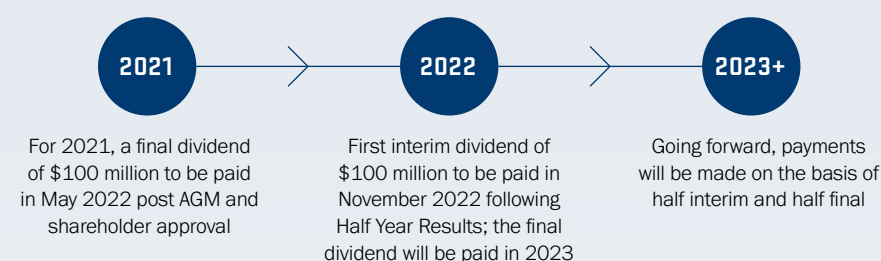 2021
For 2021, a final dividend
of $100 million to be paid
in May 2022 post AGM and
shareholder approval
2022
First interim dividend of
$100 million to be paid in
November 2022 following
Half Year Results; the final
dividend will be paid in 2023
2023+
Going forward, payments
will be made on the basis of
half interim and half final